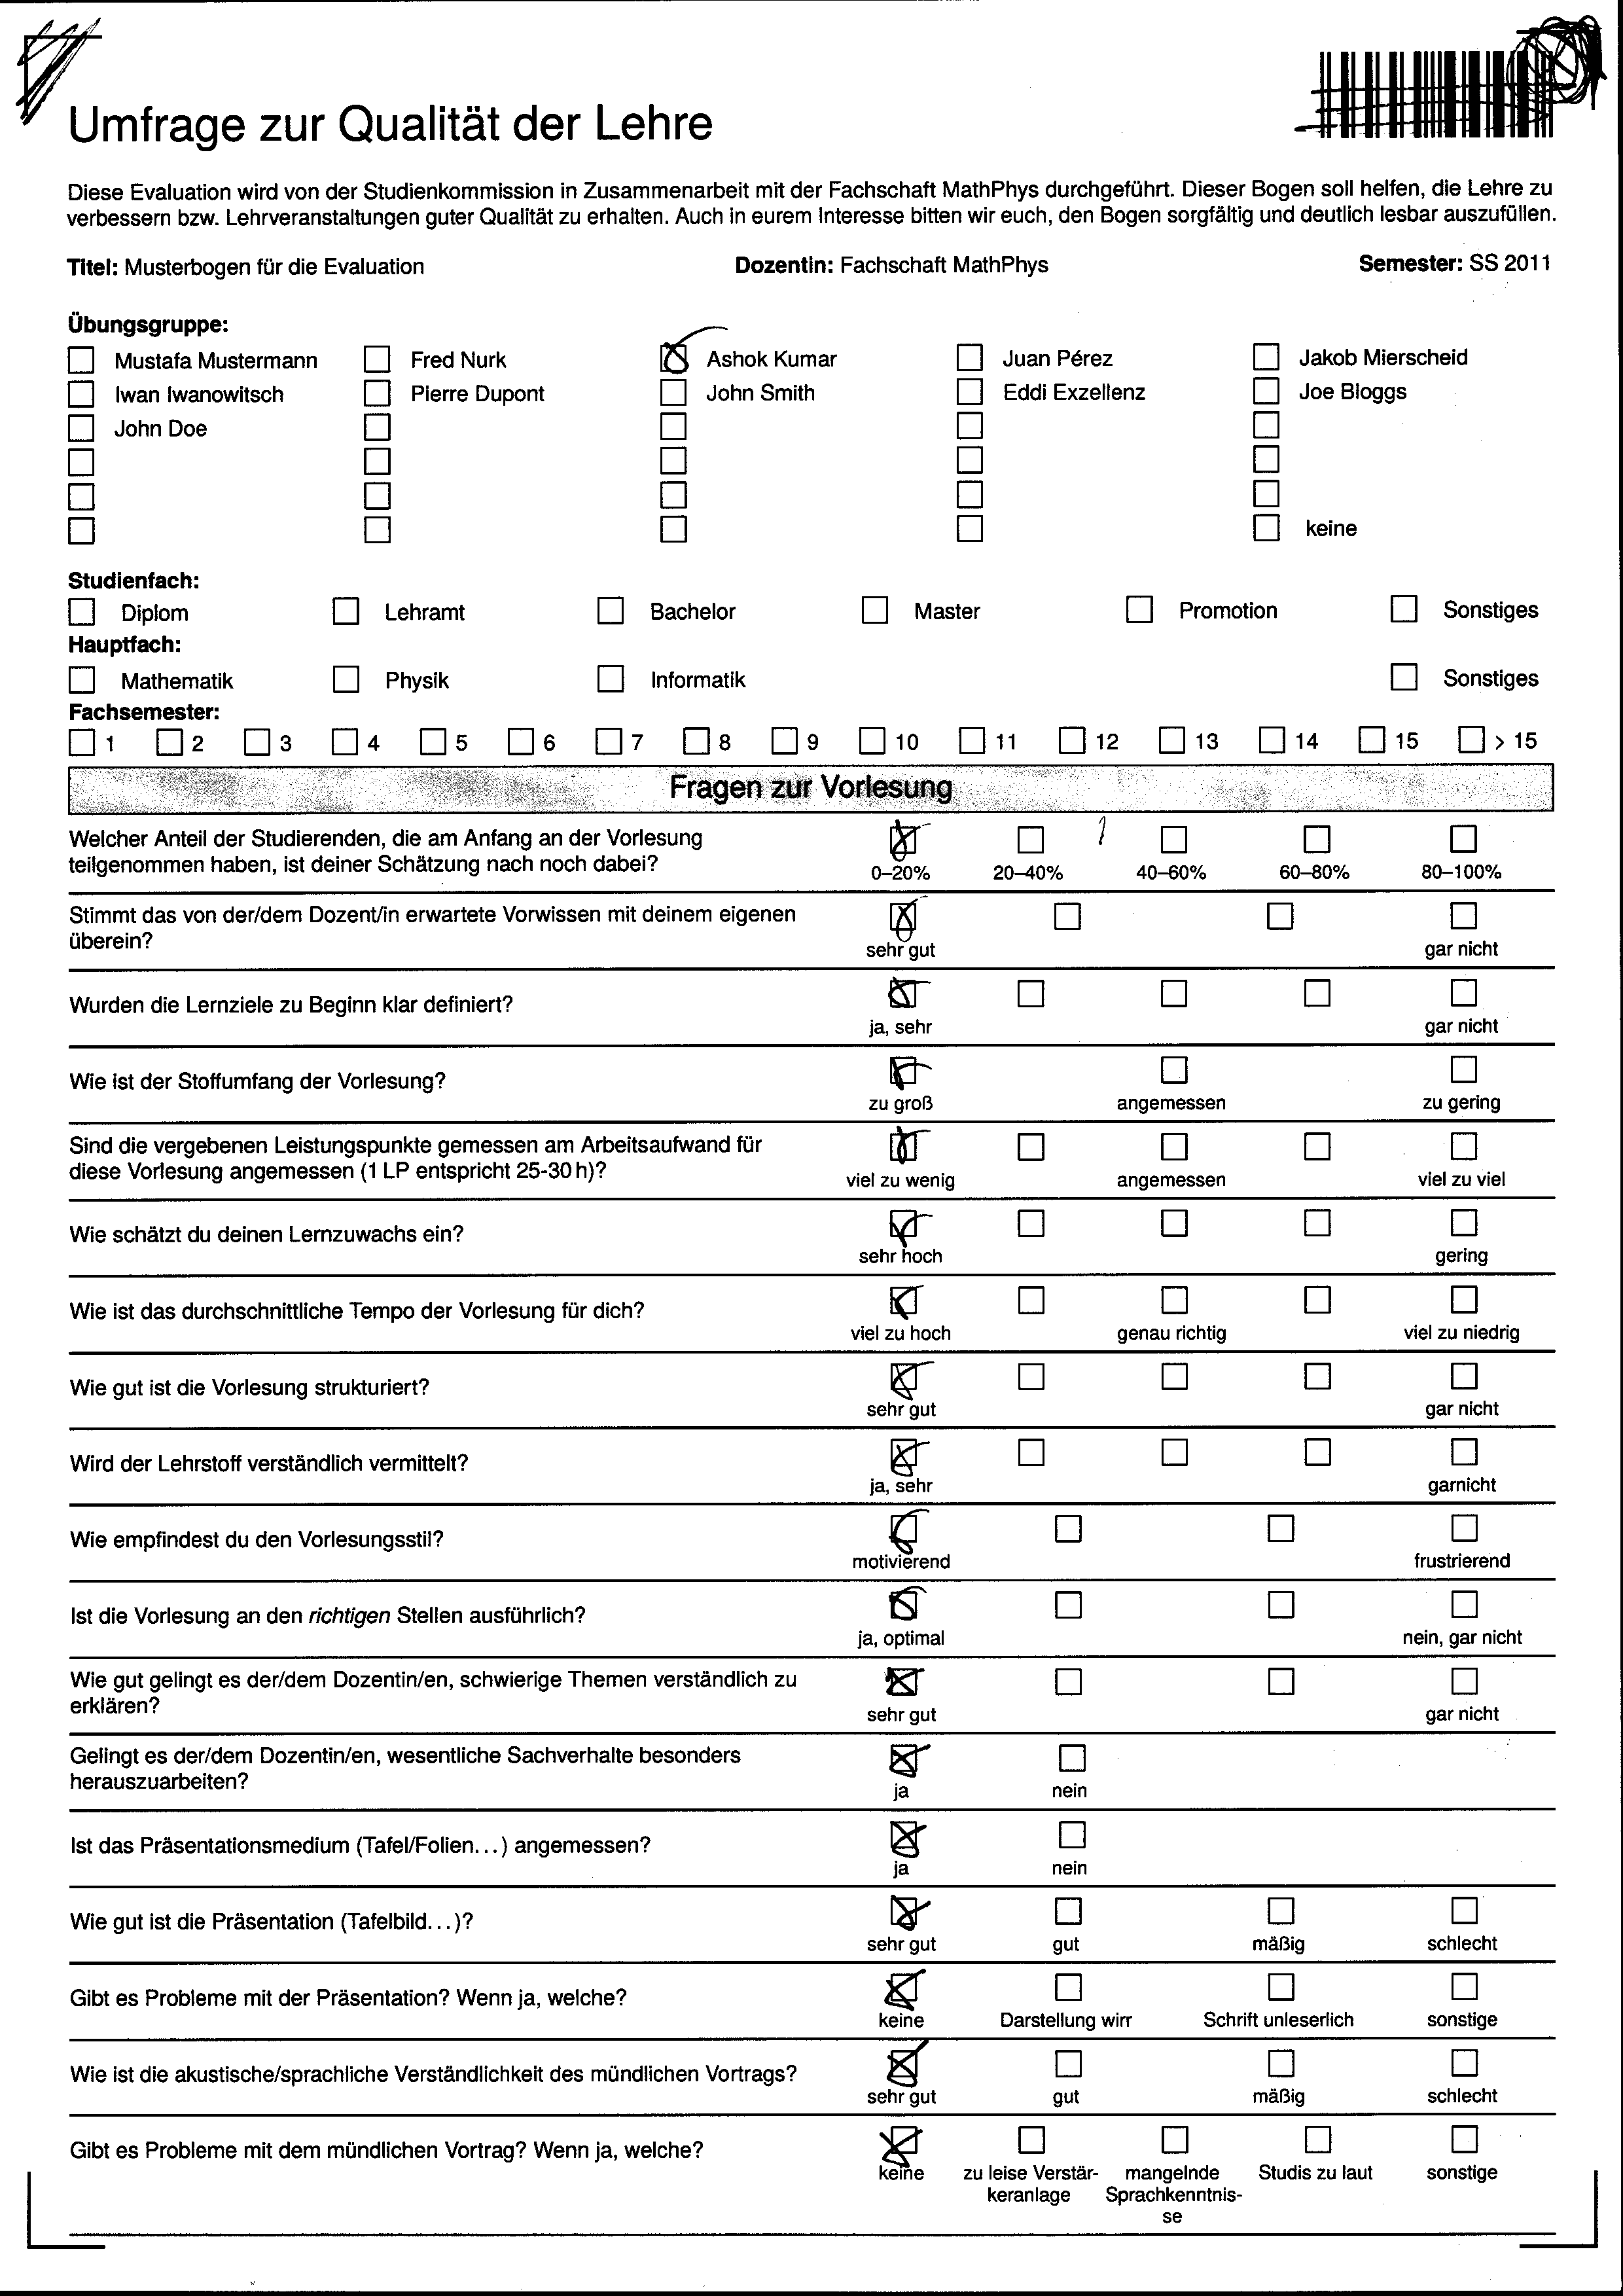 Umfrage zur Qualität der Lehre
Diese Evaluation wird von der Studienkommission in Zusammenarbeit mit der Fachschaft MathPhys durchgeführt. Dieser Bogen soll helfen, die Lehre zu
verbessern bzw. Lehrveranstaltungen guter Qualität zu erhalten. Auch in eurem Interesse bitten wir euch, den Bogen sorgfältig und deutlich lesbar auszufüllen.
Titel: Musterbogen für die Evaluation Dozentin: Fachschaft MathPhys Semester: SS 2011
Übungsgruppe:
Mustafa Mustermann Fred Nurk Ashok Kumar Juan Pérez Jakob Mierscheid
Iwan Iwanowitsch Pierre Dupont John Smith Eddi Exzellenz Joe Bloggs
John Doe
keine
Studienfach:
Diplom Lehramt Bachelor Master Promotion Sonstiges
Hauptfach:
Mathematik Physik Informatik Sonstiges
Fachsemester:
1 2 3 4 5 6 7 8 9 10 11 12 13 14 15 > 15
Fragen zur Vorlesung
Welcher Anteil der Studierenden, die am Anfang an der Vorlesung
teilgenommen haben, ist deiner Schätzung nach noch dabei?
0–20% 20–40% 40–60% 60–80% 80–100%
Stimmt das von der/dem Dozent/in erwartete Vorwissen mit deinem eigenen
überein?
sehr gut gar nicht
Wurden die Lernziele zu Beginn klar definiert?
ja, sehr gar nicht
Wie ist der Stoffumfang der Vorlesung?
zu groß angemessen zu gering
Sind die vergebenen Leistungspunkte gemessen am Arbeitsaufwand für
diese Vorlesung angemessen (1 LP entspricht 25-30 h)?
viel zu wenig angemessen viel zu viel
Wie schätzt du deinen Lernzuwachs ein?
sehr hoch gering
Wie ist das durchschnittliche Tempo der Vorlesung für dich?
viel zu hoch genau richtig viel zu niedrig
Wie gut ist die Vorlesung strukturiert?
sehr gut gar nicht
Wird der Lehrstoff verständlich vermittelt?
ja, sehr garnicht
Wie empfindest du den Vorlesungsstil?
motivierend frustrierend
Ist die Vorlesung an den richtigen Stellen ausführlich?
ja, optimal nein, gar nicht
Wie gut gelingt es der/dem Dozentin/en, schwierige Themen verständlich zu
erklären?
sehr gut gar nicht
Gelingt es der/dem Dozentin/en, wesentliche Sachverhalte besonders
herauszuarbeiten?
ja nein
Ist das Präsentationsmedium (Tafel/Folien...) angemessen?
ja nein
Wie gut ist die Präsentation (Tafelbild...)?
sehr gut gut mäßig schlecht
Gibt es Probleme mit der Präsentation? Wenn ja, welche?
keine Darstellung wirr Schrift unleserlich sonstige
Wie ist die akustische/sprachliche Verständlichkeit des mündlichen Vortrags?
sehr gut gut mäßig schlecht
Gibt es Probleme mit dem mündlichen Vortrag? Wenn ja, welche?
keine zu leise Verstär- mangelnde Studis zu laut sonstige
keranlage Sprachkenntnis-
se